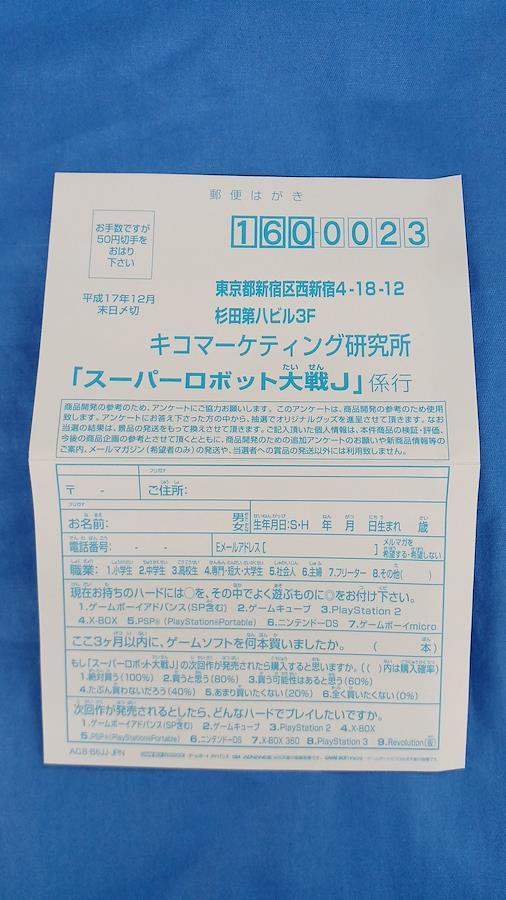 郵便はがき
お手数ですが
50円切手を
おはり
下さい
160-0023
平成17年12月
末日〆切
東京都新宿区西新宿4-18-12
杉田第八ビル3F
キコマーケティング研究所
「スーパーロボット大戦J」係行
商品開発の参考のため、アンケートにご協力お願いします。このアンケートは、商品開発の参考のため使用
致します。アンケートにお答え下さった方の中から、抽選でオリジナルグッズを進呈させて頂きます。なお
当選の結果は、景品の発送をもって換えさせて頂きます。ご記入頂いた個人情報は、本件商品の検証・評価、
今後の商品企画の参考とさせて頂くとともに、商品開発のための追加アンケートのお願いや新商品情報等の
ご案内、メールマガジン(希望者のみ)の発送や、当選者への賞品の発送以外には利用致しません。
フリガナ
〒 - ご住所:
フリガナ
お名前: 男 女 生年月日:S・H 年 月 日生まれ 歳
電話番号: - - Eメールアドレス[ ] メルマガを 希望する・希望しない
職業: 1.小学生 2.中学生 3.高校生 4.専門・短大・大学生 5.社会人 6.主婦 7.フリーター 8.その他( )
現在お持ちのハードには○を、その中でよく遊ぶものに◎をお付け下さい。
1.ゲームボーイアドバンス(SP含む) 2.ゲームキューブ 3.PlayStation 2
4.X-BOX 5.PSP®(PlayStation®Portable) 6.ニンテンドーDS 7.ゲームボーイmicro
ここ3ヶ月以内に、ゲームソフトを何本買いましたか。( 本)
もし「スーパーロボット大戦J」の次回作が発売されたら購入すると思いますか。(( )内は購入確率)
1.絶対買う(100%) 2.買うと思う(80%) 3.買う可能性はあると思う(60%)
4.たぶん買わないだろう(40%) 5.あまり買いたくない(20%) 6.全く買いたくない(0%)
次回作が発売されるとしたら、どんなハードでプレイしたいですか。
1.ゲームボーイアドバンス(SP含む) 2.ゲームキューブ 3.PlayStation 2 4.X-BOX
5.PSP®(PlayStation®Portable) 6.ニンテンドーDS 7.X-BOX 360 8.PlayStation 3 9.Revolution(仮)
AGB-B6JJ-JPN